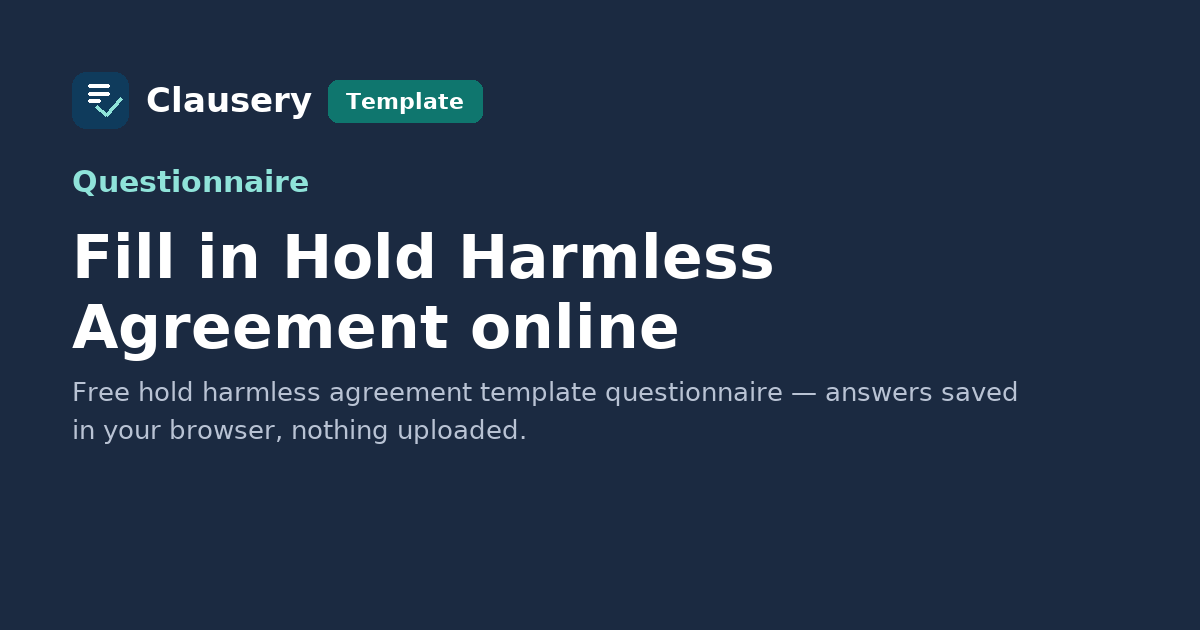 Clausery Template
Questionnaire
Fill in Hold Harmless
Agreement online
Free hold harmless agreement template questionnaire — answers saved
in your browser, nothing uploaded.